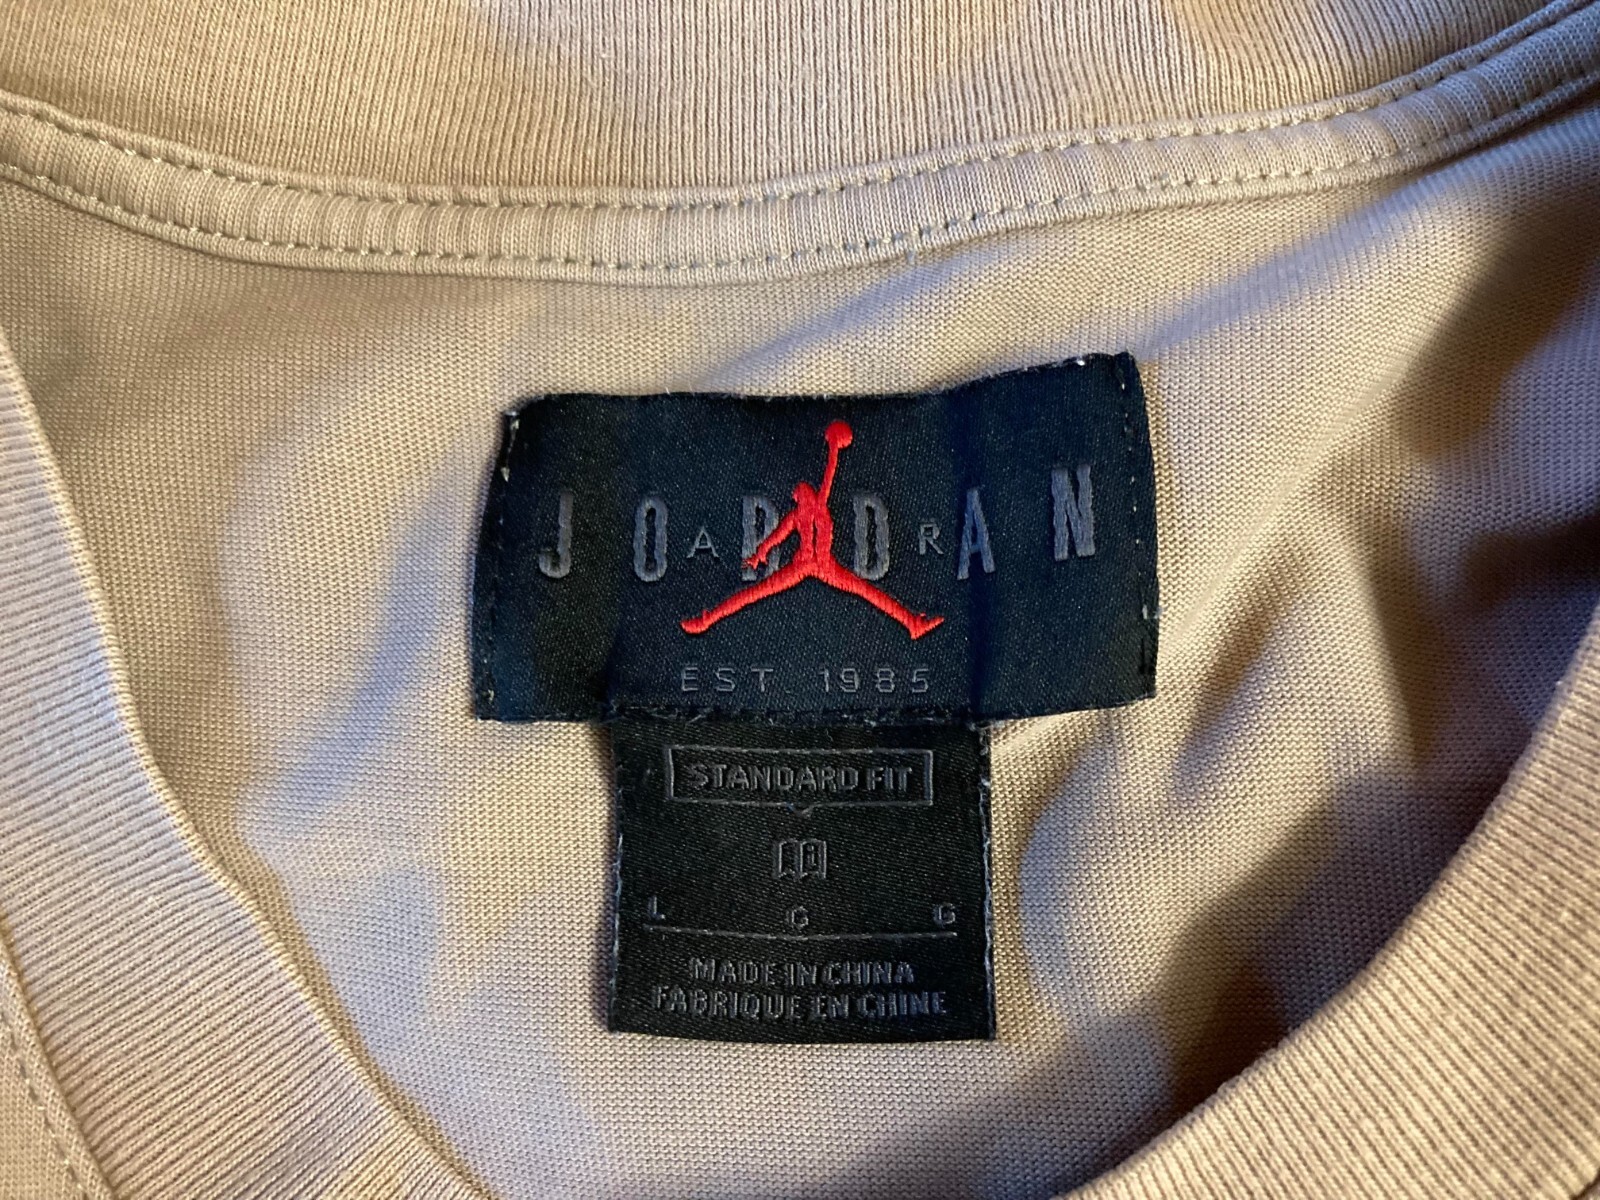 JORDAN
AIR
EST. 1985
STANDARD FIT
L G G
MADE IN CHINA
FABRIQUE EN CHINE